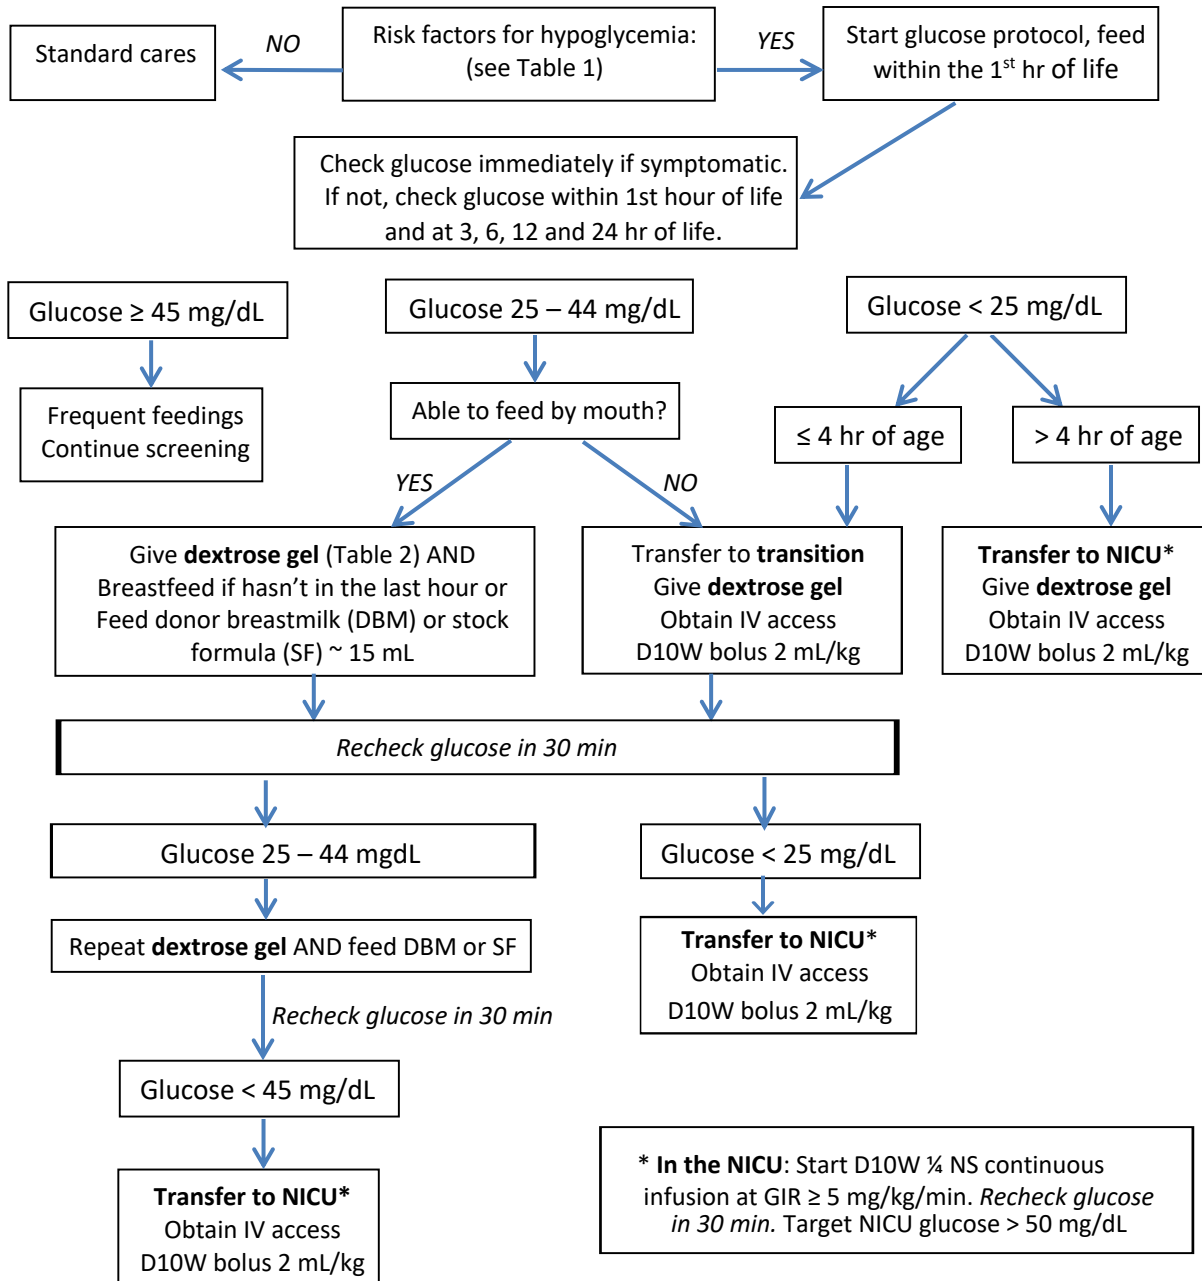 Standard cares
NO
Risk factors for hypoglycemia:
(see Table 1)
YES
Start glucose protocol, feed
within the 1st hr of life
Check glucose immediately if symptomatic.
If not, check glucose within 1st hour of life
and at 3, 6, 12 and 24 hr of life.
Glucose ≥ 45 mg/dL
Glucose 25 – 44 mg/dL
Glucose < 25 mg/dL
Frequent feedings
Continue screening
Able to feed by mouth?
≤ 4 hr of age
> 4 hr of age
YES
NO
Give dextrose gel (Table 2) AND
Breastfeed if hasn’t in the last hour or
Feed donor breastmilk (DBM) or stock
formula (SF) ~ 15 mL
Transfer to transition
Give dextrose gel
Obtain IV access
D10W bolus 2 mL/kg
Transfer to NICU*
Give dextrose gel
Obtain IV access
D10W bolus 2 mL/kg
Recheck glucose in 30 min
Glucose 25 – 44 mgdL
Glucose < 25 mg/dL
Repeat dextrose gel AND feed DBM or SF
Transfer to NICU*
Obtain IV access
D10W bolus 2 mL/kg
Recheck glucose in 30 min
Glucose < 45 mg/dL
Transfer to NICU*
Obtain IV access
D10W bolus 2 mL/kg
* In the NICU: Start D10W ¼ NS continuous
infusion at GIR ≥ 5 mg/kg/min. Recheck glucose
in 30 min. Target NICU glucose > 50 mg/dL